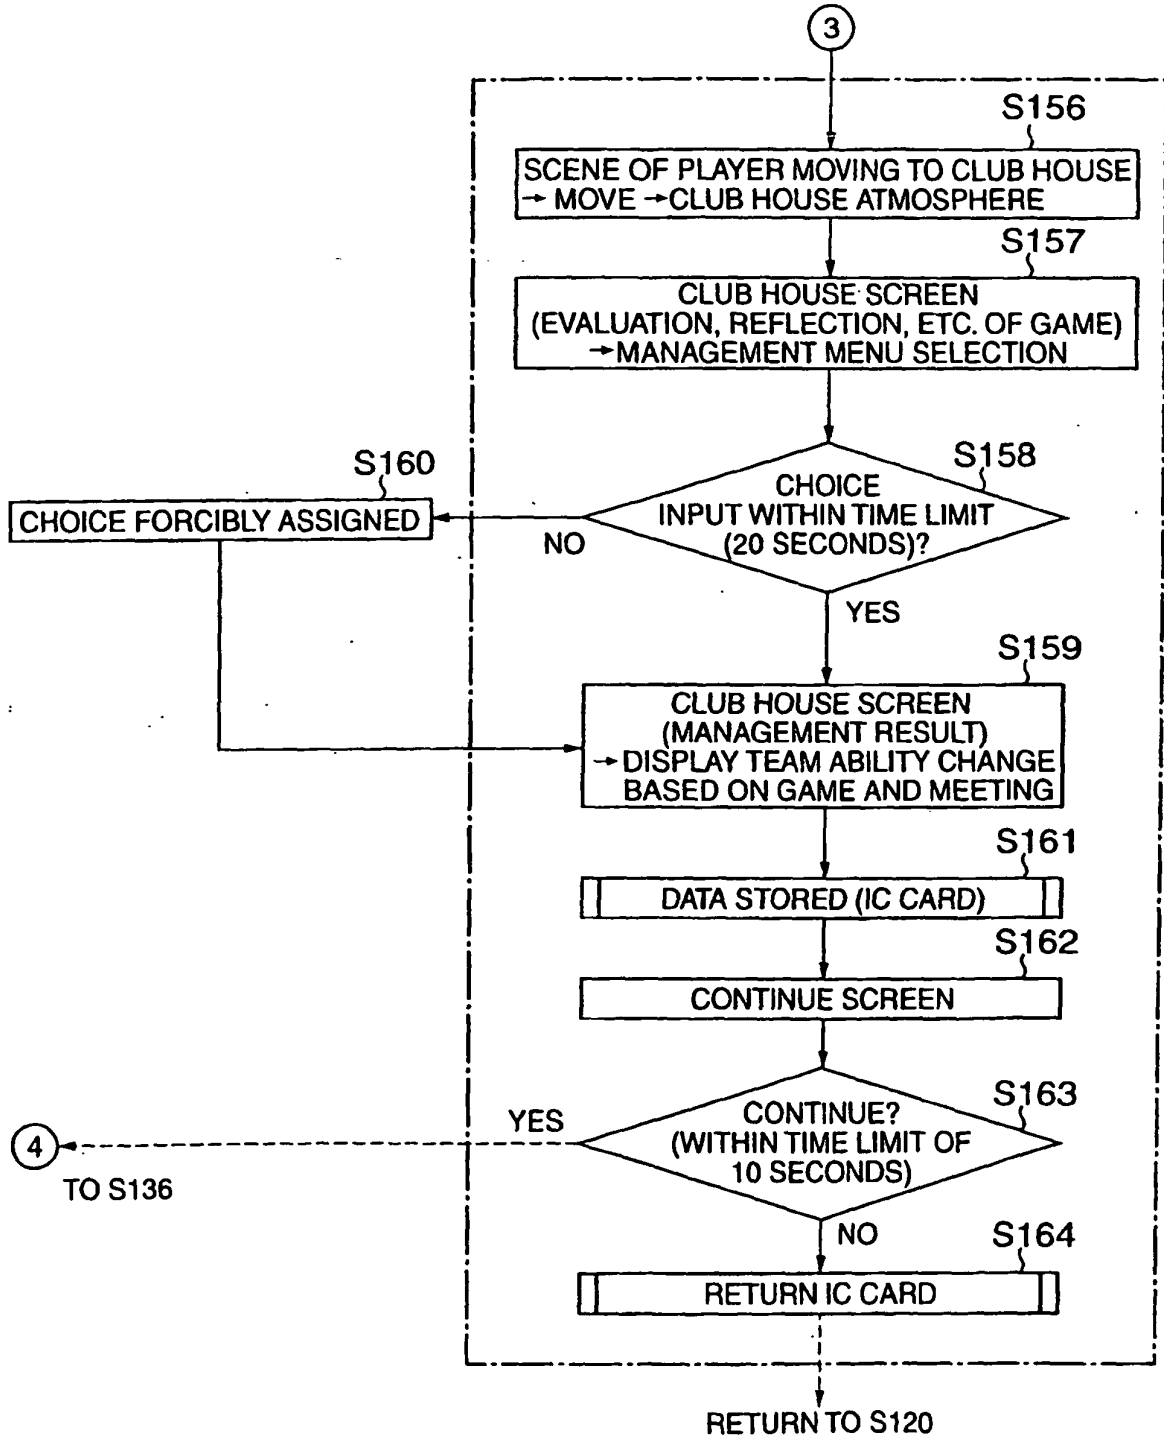 3
S156
SCENE OF PLAYER MOVING TO CLUB HOUSE
→ MOVE → CLUB HOUSE ATMOSPHERE
S157
CLUB HOUSE SCREEN
(EVALUATION, REFLECTION, ETC. OF GAME)
→ MANAGEMENT MENU SELECTION
S158
CHOICE
INPUT WITHIN TIME LIMIT
(20 SECONDS)?
NO
S160
CHOICE FORCIBLY ASSIGNED
YES
S159
CLUB HOUSE SCREEN
(MANAGEMENT RESULT)
→ DISPLAY TEAM ABILITY CHANGE
BASED ON GAME AND MEETING
S161
DATA STORED (IC CARD)
S162
CONTINUE SCREEN
S163
CONTINUE?
(WITHIN TIME LIMIT OF
10 SECONDS)
YES
4
TO S136
NO
S164
RETURN IC CARD
RETURN TO S120